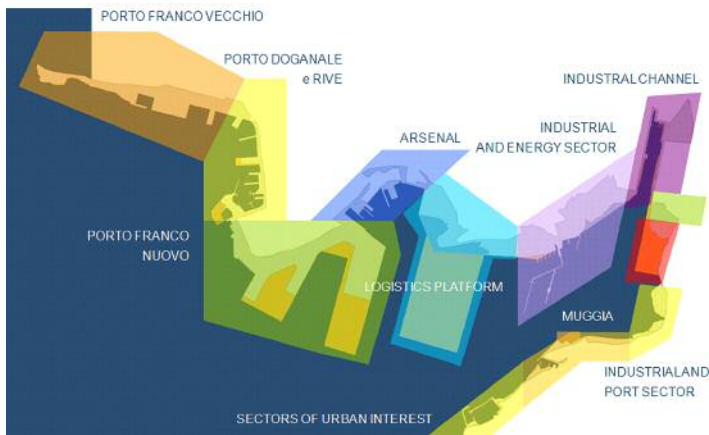 PORTO FRANCO VECCHIO
PORTO DOGANALE
e RIVE
INDUSTRAL CHANNEL
ARSENAL
INDUSTRIAL
AND ENERGY SECTOR
PORTO FRANCO
NUOVO
LOGISTICS PLATFORM
MUGGIA
INDUSTRIALAND
PORT SECTOR
SECTORS OF URBAN INTEREST